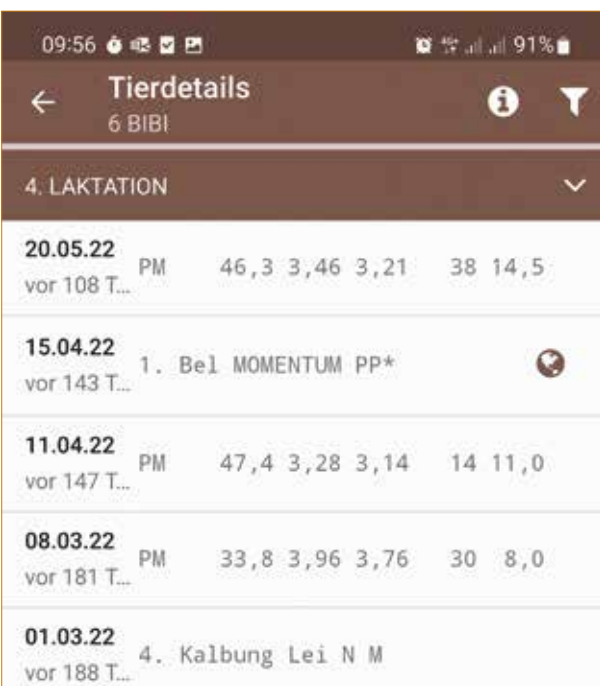 09:56 91%
Tierdetails
6 BIBI
4. LAKTATION
20.05.22
vor 108 T... PM 46,3 3,46 3,21 38 14,5
15.04.22
vor 143 T... 1. Bel MOMENTUM PP*
11.04.22
vor 147 T... PM 47,4 3,28 3,14 14 11,0
08.03.22
vor 181 T... PM 33,8 3,96 3,76 30 8,0
01.03.22
vor 188 T... 4. Kalbung Lei N M